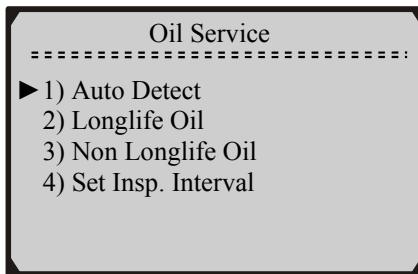 Oil Service
==============================
►1) Auto Detect
2) Longlife Oil
3) Non Longlife Oil
4) Set Insp. Interval